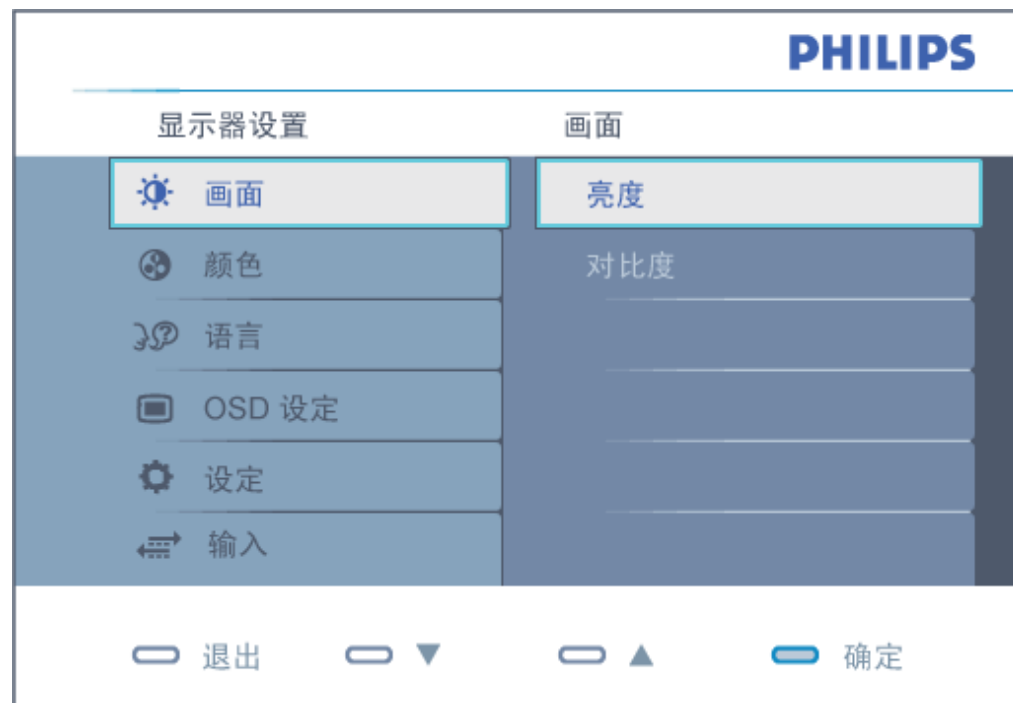 PHILIPS
显示器设置 画面
画面 亮度
颜色 对比度
语言
OSD 设定
设定
输入
退出 ▼ ▲ 确定